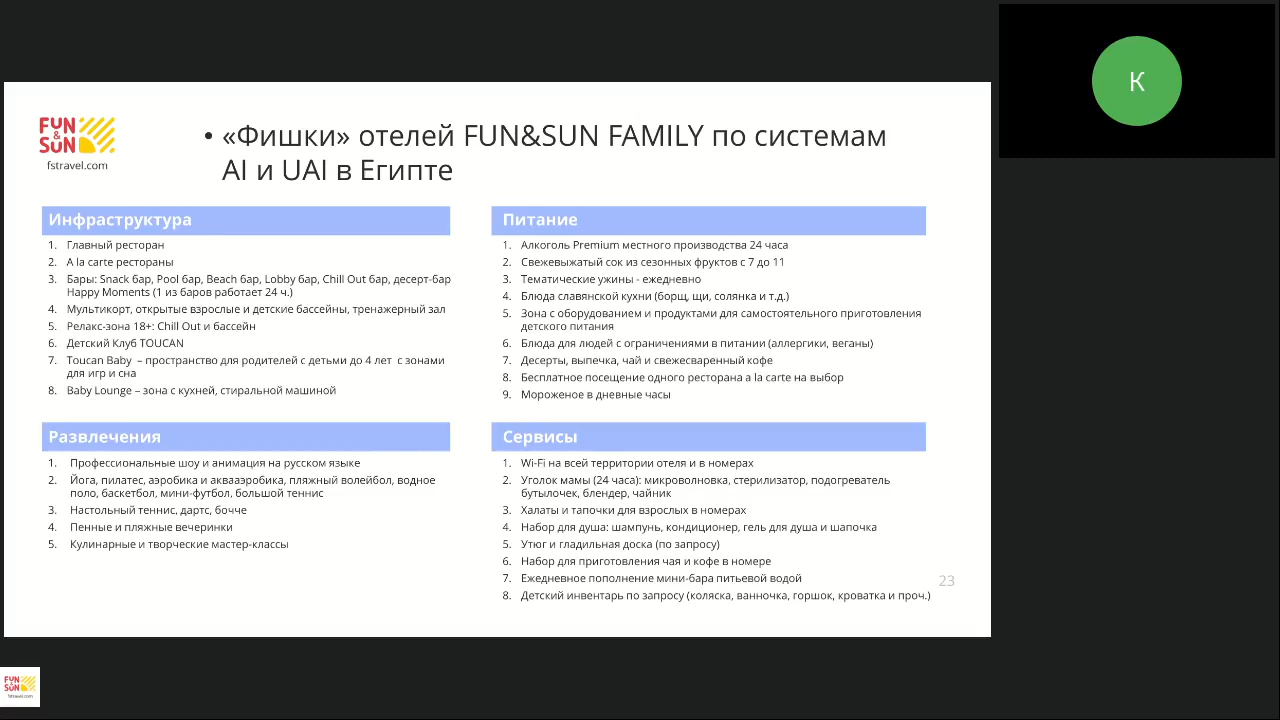 К
FUN
&
SUN
fstravel.com
• «Фишки» отелей FUN&SUN FAMILY по системам
AI и UAI в Египте
Инфраструктура
1. Главный ресторан
2. A la carte рестораны
3. Бары: Snack бар, Pool бар, Beach бар, Lobby бар, Chill Out бар, десерт-бар
Happy Moments (1 из баров работает 24 ч.)
4. Мультикорт, открытые взрослые и детские бассейны, тренажерный зал
5. Релакс-зона 18+: Chill Out и бассейн
6. Детский Клуб TOUCAN
7. Toucan Baby – пространство для родителей с детьми до 4 лет с зонами
для игр и сна
8. Baby Lounge – зона с кухней, стиральной машиной
Питание
1. Алкоголь Premium местного производства 24 часа
2. Свежевыжатый сок из сезонных фруктов с 7 до 11
3. Тематические ужины - ежедневно
4. Блюда славянской кухни (борщ, щи, солянка и т.д.)
5. Зона с оборудованием и продуктами для самостоятельного приготовления
детского питания
6. Блюда для людей с ограничениями в питании (аллергики, веганы)
7. Десерты, выпечка, чай и свежесваренный кофе
8. Бесплатное посещение одного ресторана a la carte на выбор
9. Мороженое в дневные часы
Развлечения
1. Профессиональные шоу и анимация на русском языке
2. Йога, пилатес, аэробика и аквааэробика, пляжный волейбол, водное
поло, баскетбол, мини-футбол, большой теннис
3. Настольный теннис, дартс, бочче
4. Пенные и пляжные вечеринки
5. Кулинарные и творческие мастер-классы
Сервисы
1. Wi-Fi на всей территории отеля и в номерах
2. Уголок мамы (24 часа): микроволновка, стерилизатор, подогреватель
бутылочек, блендер, чайник
3. Халаты и тапочки для взрослых в номерах
4. Набор для душа: шампунь, кондиционер, гель для душа и шапочка
5. Утюг и гладильная доска (по запросу)
6. Набор для приготовления чая и кофе в номере
7. Ежедневное пополнение мини-бара питьевой водой
8. Детский инвентарь по запросу (коляска, ванночка, горшок, кроватка и проч.)
23
FUN
&
SUN
fstravel.com